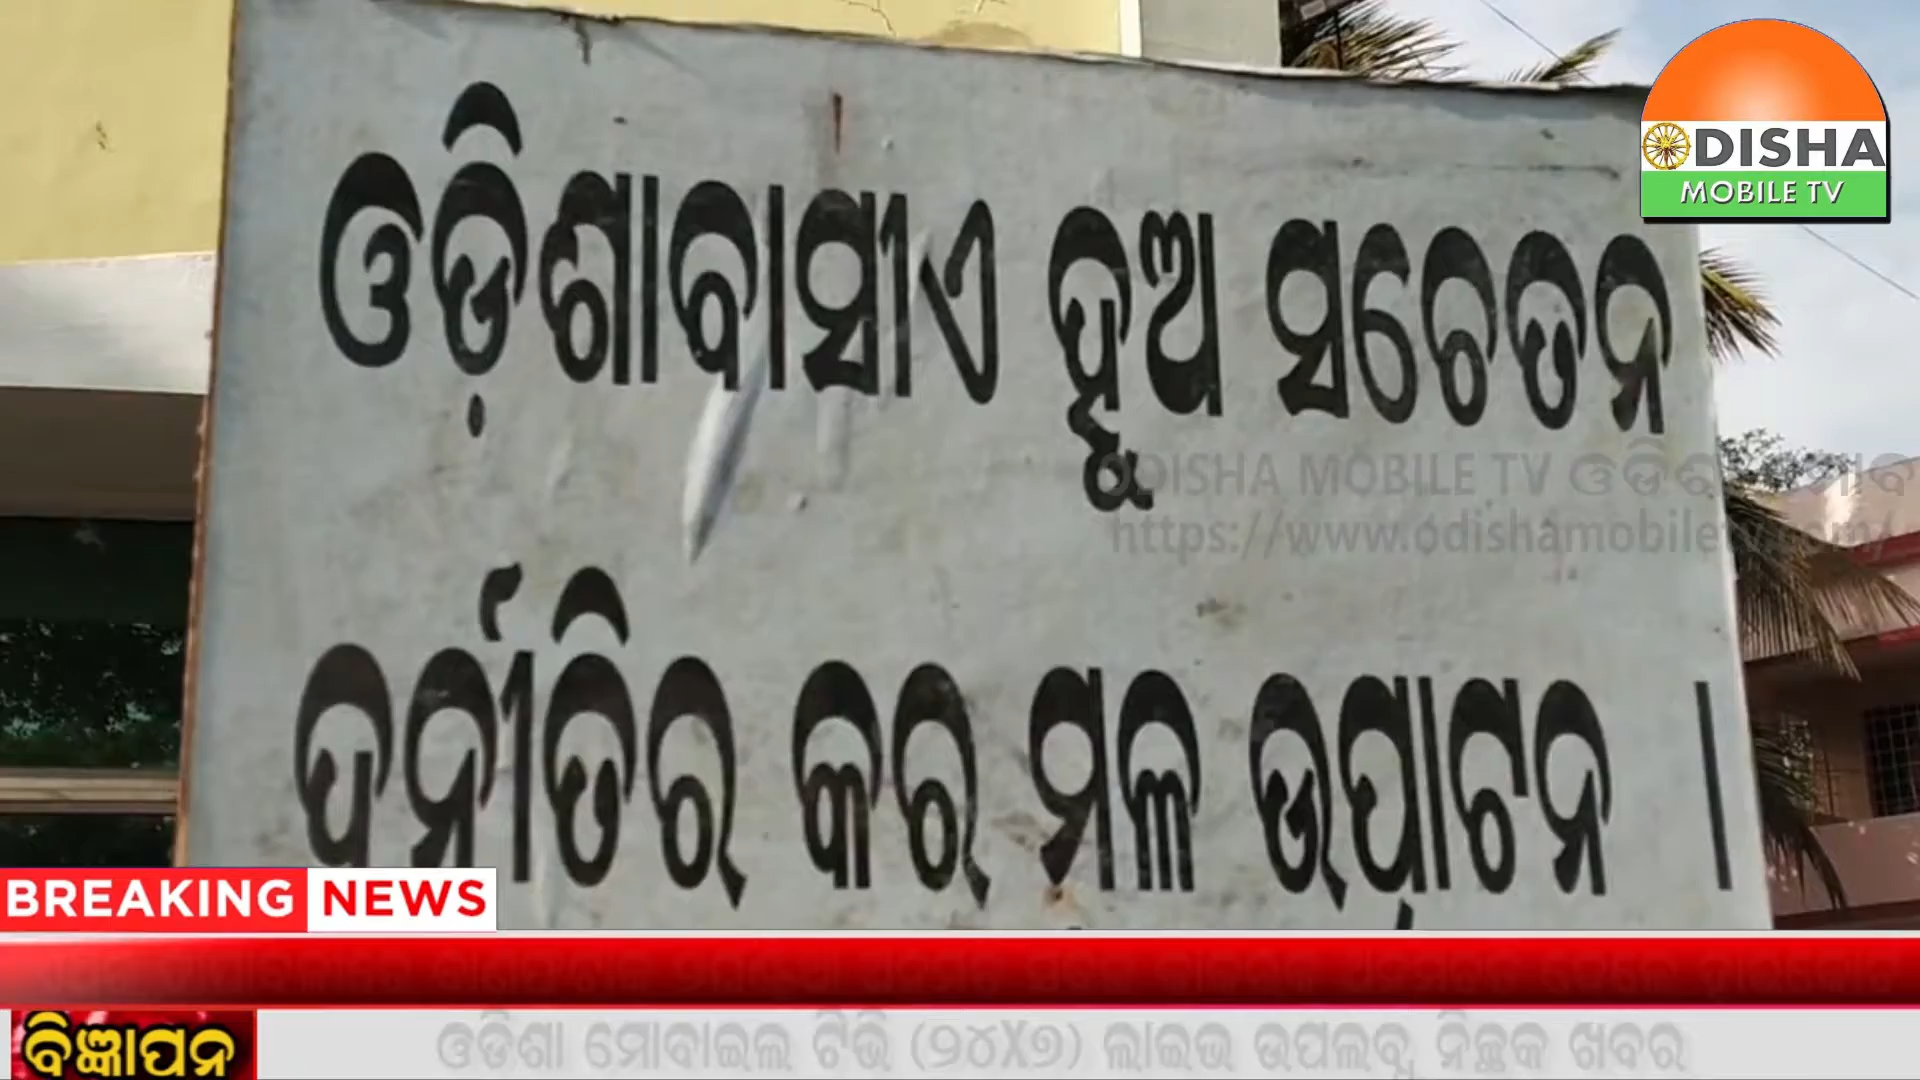 ODISHA
MOBILE TV
ଓଡ଼ିଶାବାସୀଏ ହୁଅ ସଚେତନ
ODISHA MOBILE TV
https://www.odishamobiletv.com/
ଦୁର୍ନୀତିର କର ମୂଳ ଉତ୍ପାଟନ ।
BREAKING NEWS
ବିଜ୍ଞାପନ
ଓଡିଶା ମୋବାଇଲ ଟିଭି (୨୪X୭) ଲାଇଭ ଉପଲବ୍ଧ ନିଚ୍ଛକ ଖବର